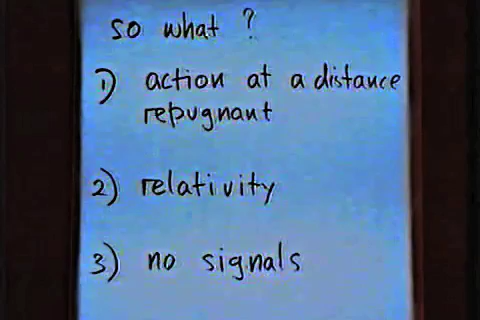 so what ?
1) action at a distance
repugnant
2) relativity
3) no signals